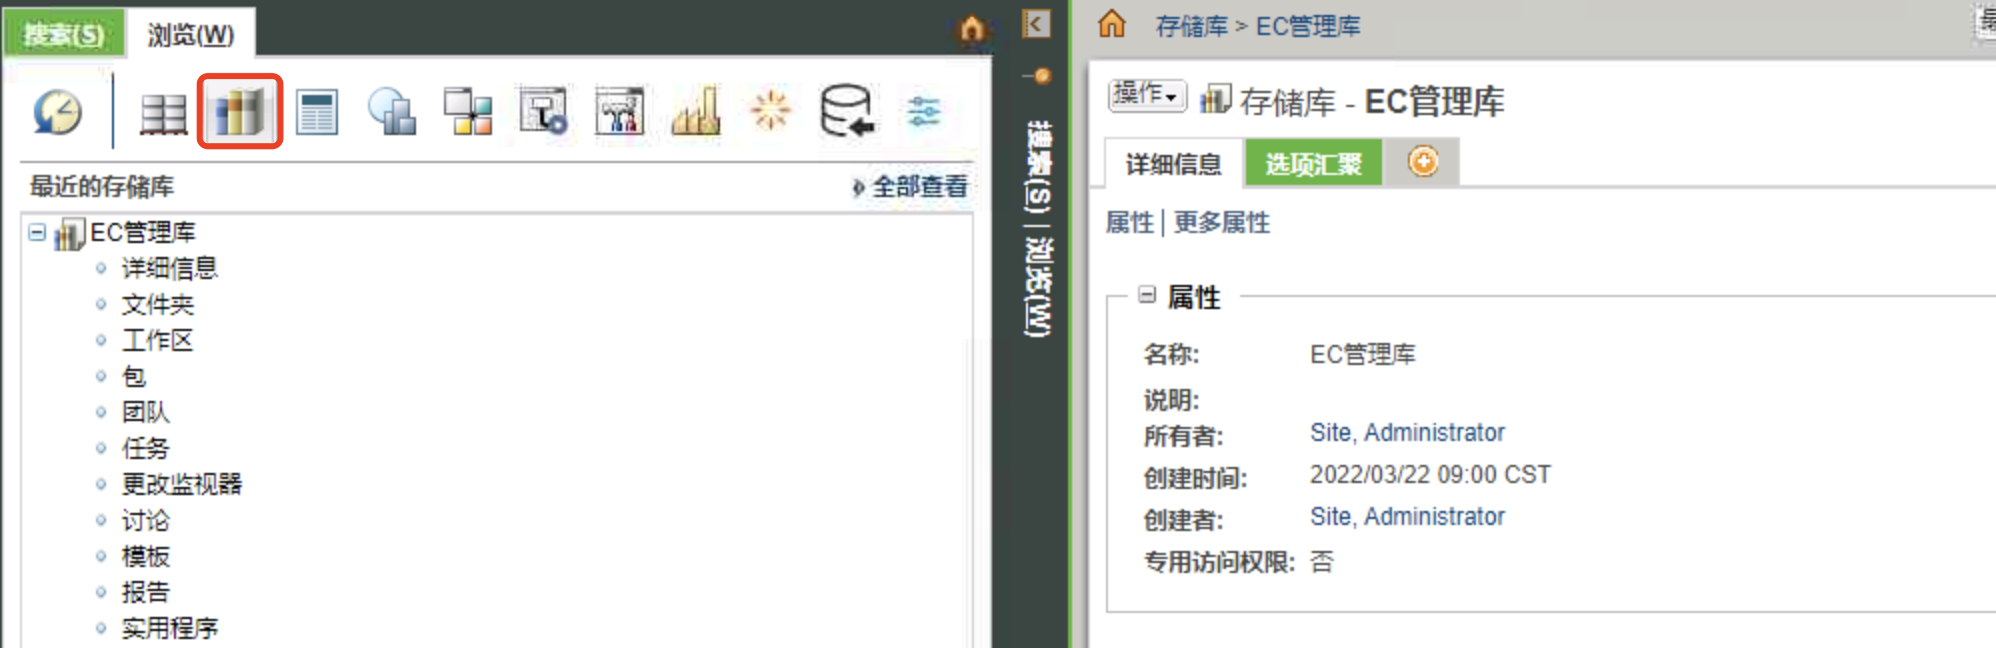 搜索(S)
浏览(W)
最近的存储库
全部查看
EC管理库
详细信息
文件夹
工作区
包
团队
任务
更改监视器
讨论
模板
报告
实用程序
搜索(S) | 浏览(W)
存储库 > EC管理库
操作
存储库 - EC管理库
详细信息
选项汇聚
属性 | 更多属性
属性
名称: EC管理库
说明:
所有者: Site, Administrator
创建时间: 2022/03/22 09:00 CST
创建者: Site, Administrator
专用访问权限: 否